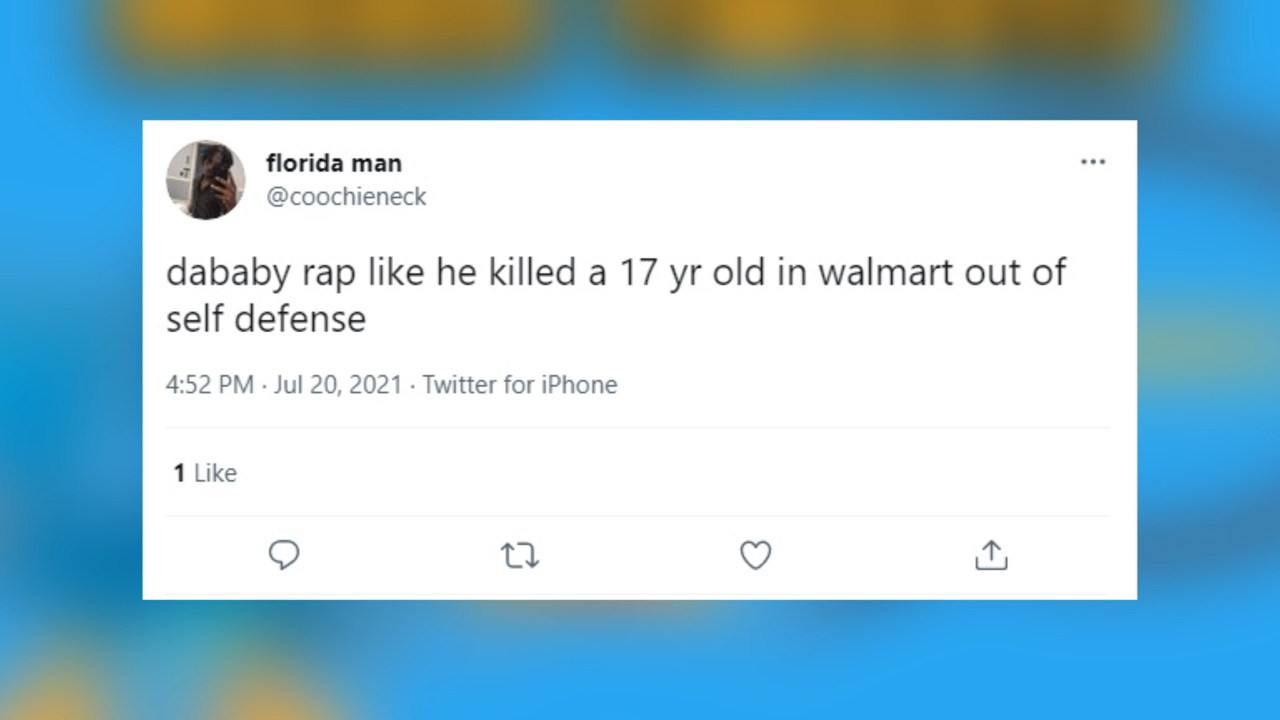 florida man
@coochieneck
dababy rap like he killed a 17 yr old in walmart out of
self defense
4:52 PM · Jul 20, 2021 · Twitter for iPhone
1 Like